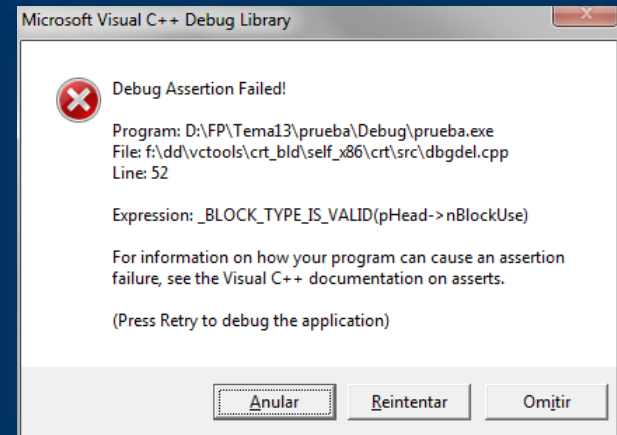 Microsoft Visual C++ Debug Library
Debug Assertion Failed!
Program: D:\FP\Tema13\prueba\Debug\prueba.exe
File: f:\dd\vctools\crt_bld\self_x86\crt\src\dbgdel.cpp
Line: 52
Expression: _BLOCK_TYPE_IS_VALID(pHead->nBlockUse)
For information on how your program can cause an assertion
failure, see the Visual C++ documentation on asserts.
(Press Retry to debug the application)
Anular Reintentar Omitir